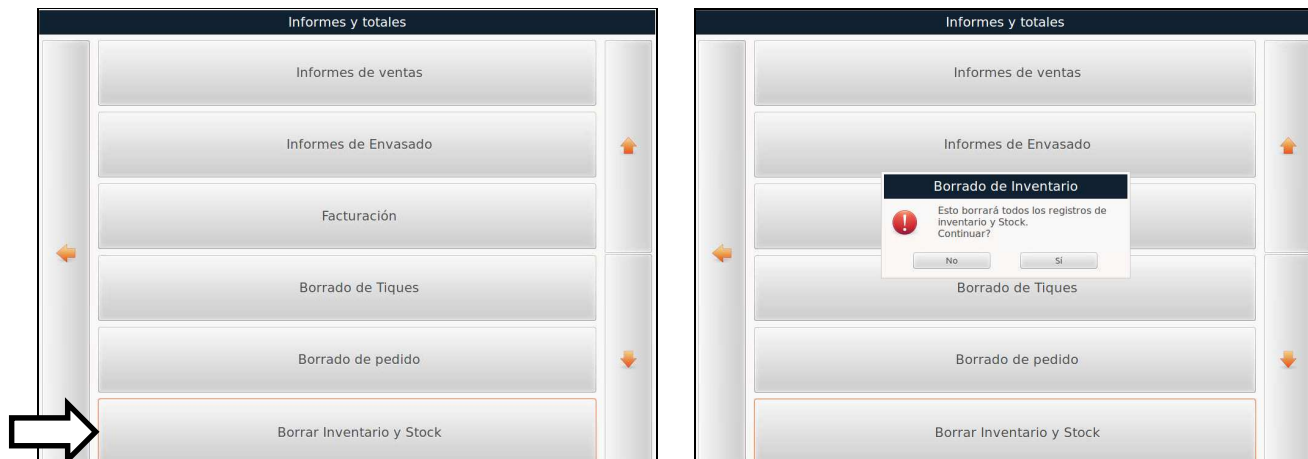 Informes y totales
Informes de ventas
Informes de Envasado
Facturación
Borrado de Tiques
Borrado de pedido
Borrar Inventario y Stock
Informes y totales
Informes de ventas
Informes de Envasado
Borrado de Inventario
Esto borrará todos los registros de
inventario y Stock.
Continuar?
No
Si
Borrado de Tiques
Borrado de pedido
Borrar Inventario y Stock